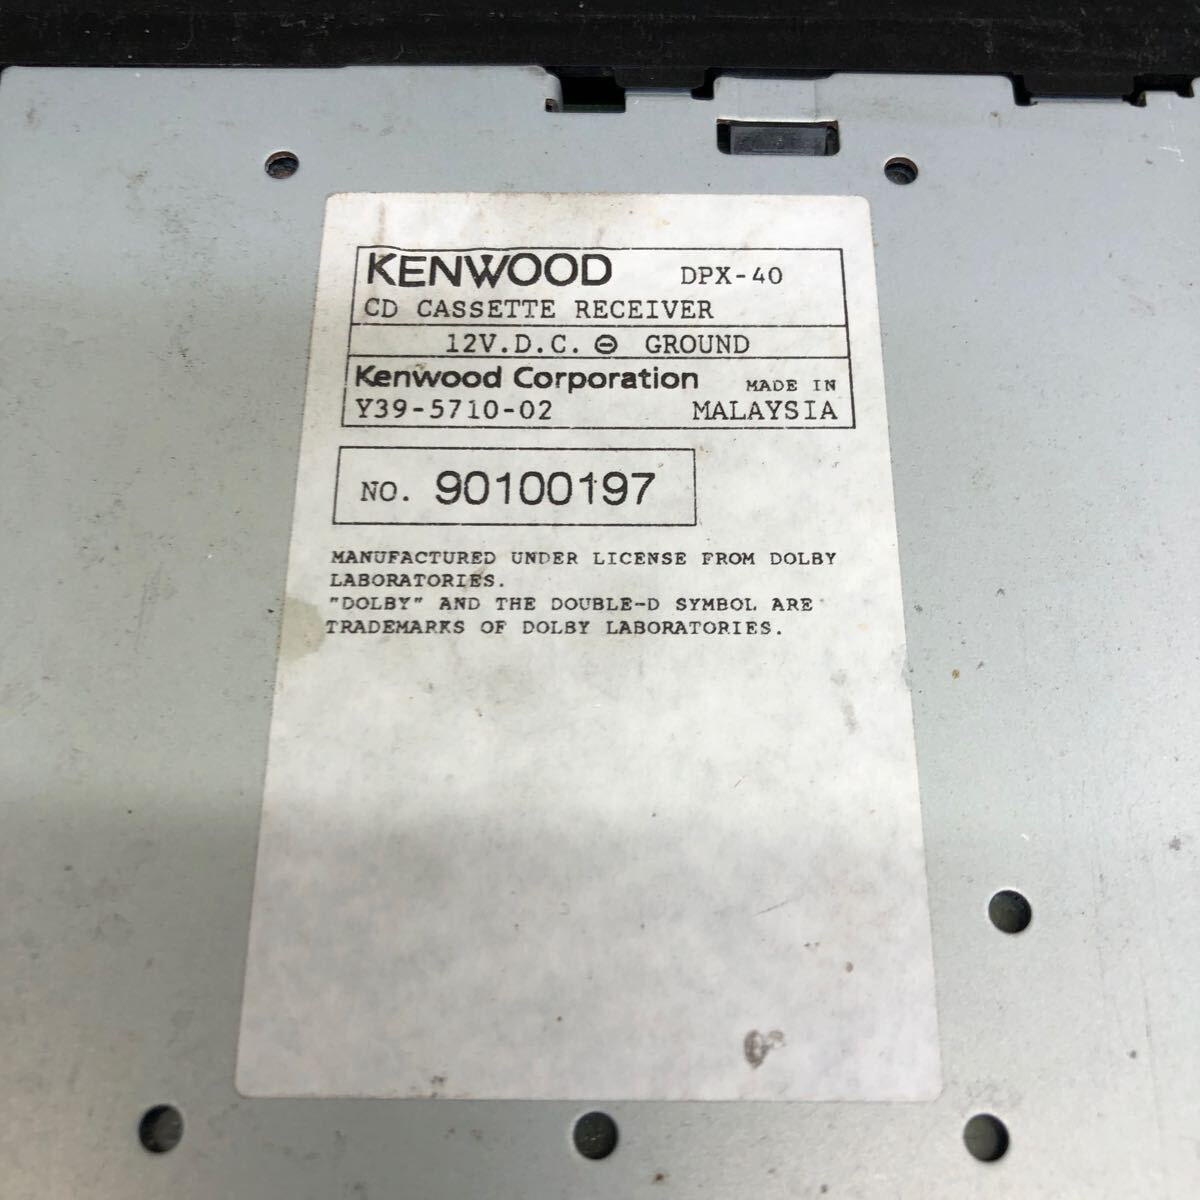 KENWOOD DPX-40
CD CASSETTE RECEIVER
12V.D.C. ⊖ GROUND
Kenwood Corporation MADE IN
Y39-5710-02 MALAYSIA
NO. 90100197
MANUFACTURED UNDER LICENSE FROM DOLBY
LABORATORIES.
"DOLBY" AND THE DOUBLE-D SYMBOL ARE
TRADEMARKS OF DOLBY LABORATORIES.